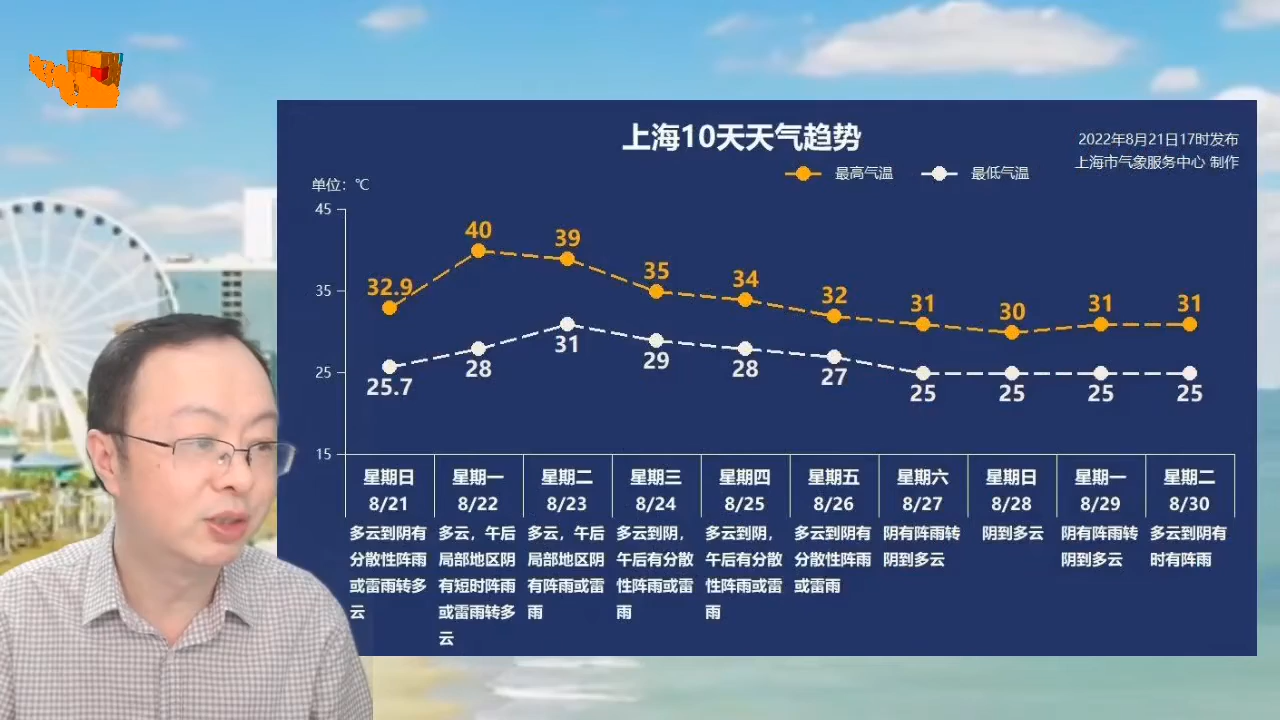 上海10天天气趋势
2022年8月21日17时发布
上海市气象服务中心 制作
最高气温
最低气温
单位：℃
45
35
25
15
32.9
40
39
35
34
32
31
30
31
31
25.7
28
31
29
28
27
25
25
25
25
星期日
8/21
星期一
8/22
星期二
8/23
星期三
8/24
星期四
8/25
星期五
8/26
星期六
8/27
星期日
8/28
星期一
8/29
星期二
8/30
多云到阴有
分散性阵雨
或雷雨转多
云
多云，午后
局部地区阴
有短时阵雨
或雷雨转多
云
多云，午后
局部地区阴
有阵雨或雷
雨
多云到阴，
午后有分散
性阵雨或雷
雨
多云到阴，
午后有分散
性阵雨或雷
雨
多云到阴有
分散性阵雨
或雷雨
阴有阵雨转
阴到多云
阴到多云
阴有阵雨转
阴到多云
多云到阴有
时有阵雨